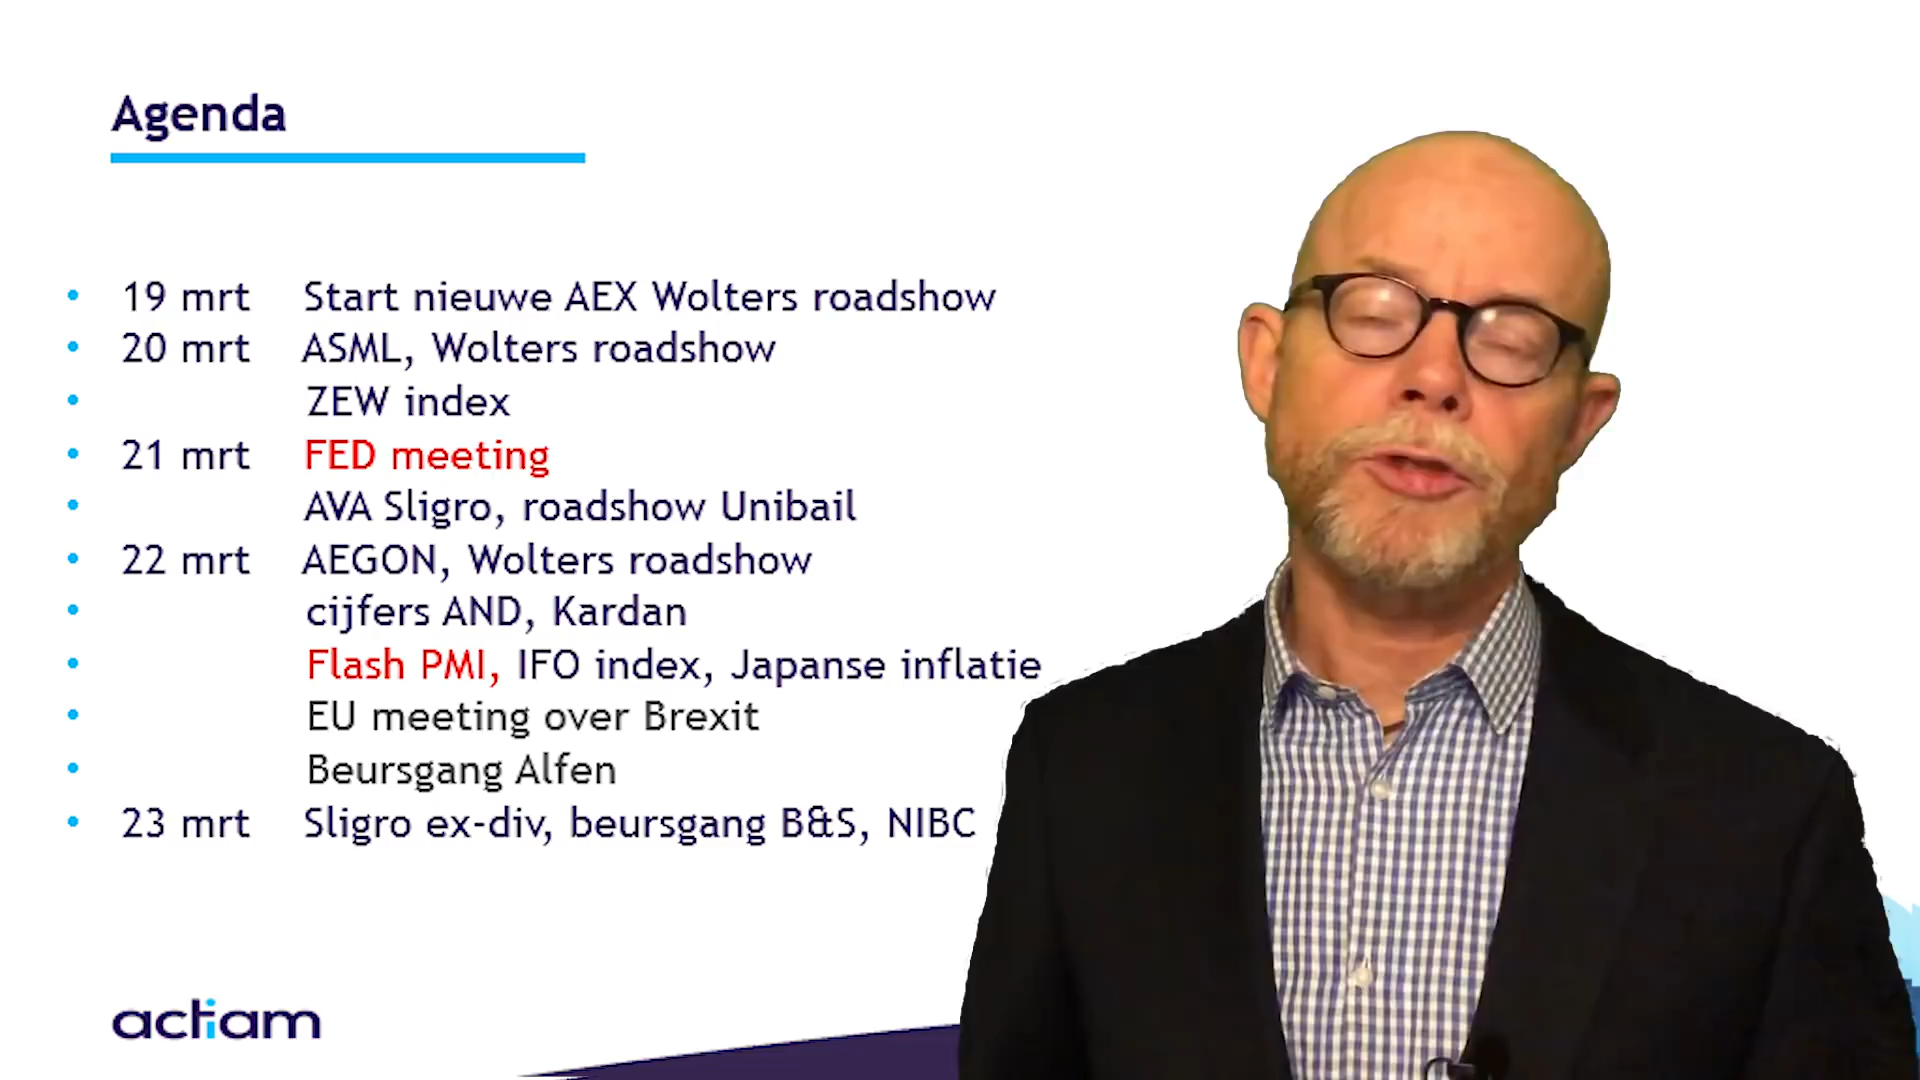 Agenda
• 19 mrt Start nieuwe AEX Wolters roadshow
• 20 mrt ASML, Wolters roadshow
• ZEW index
• 21 mrt FED meeting
• AVA Sligro, roadshow Unibail
• 22 mrt AEGON, Wolters roadshow
• cijfers AND, Kardan
• Flash PMI, IFO index, Japanse inflatie
• EU meeting over Brexit
• Beursgang Alfen
• 23 mrt Sligro ex-div, beursgang B&S, NIBC
actiam